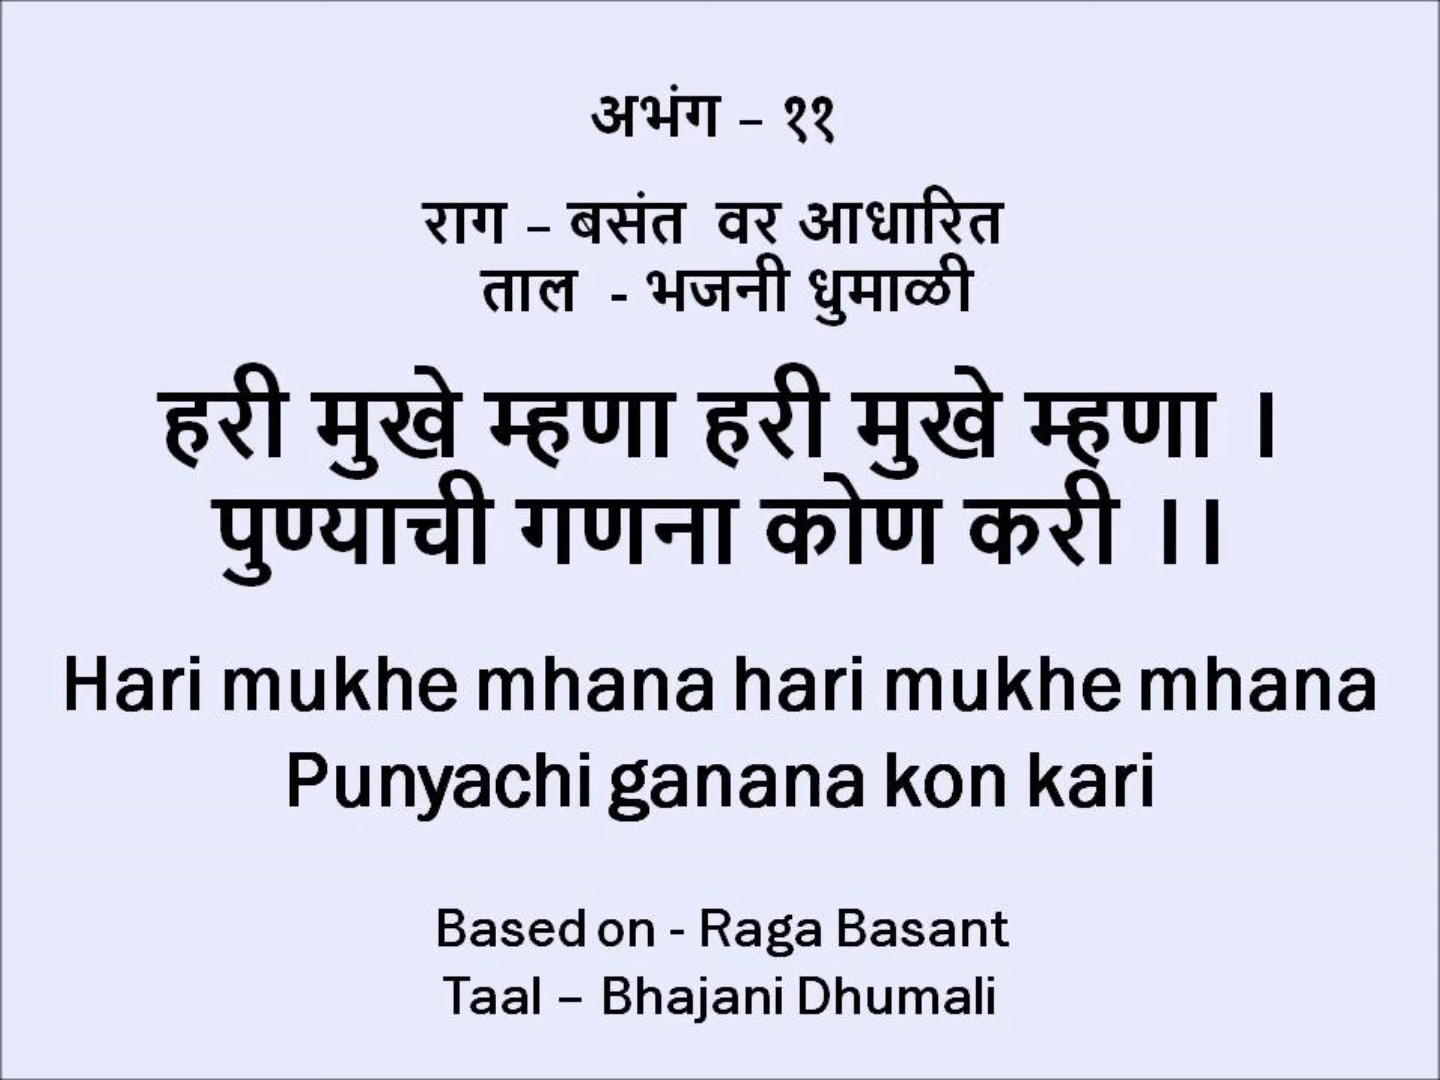 अभंग – ११
राग – बसंत वर आधारित
ताल - भजनी धुमाळी
हरी मुखे म्हणा हरी मुखे म्हणा ।
पुण्याची गणना कोण करी ।।
Hari mukhe mhana hari mukhe mhana
Punyachi ganana kon kari
Based on - Raga Basant
Taal – Bhajani Dhumali